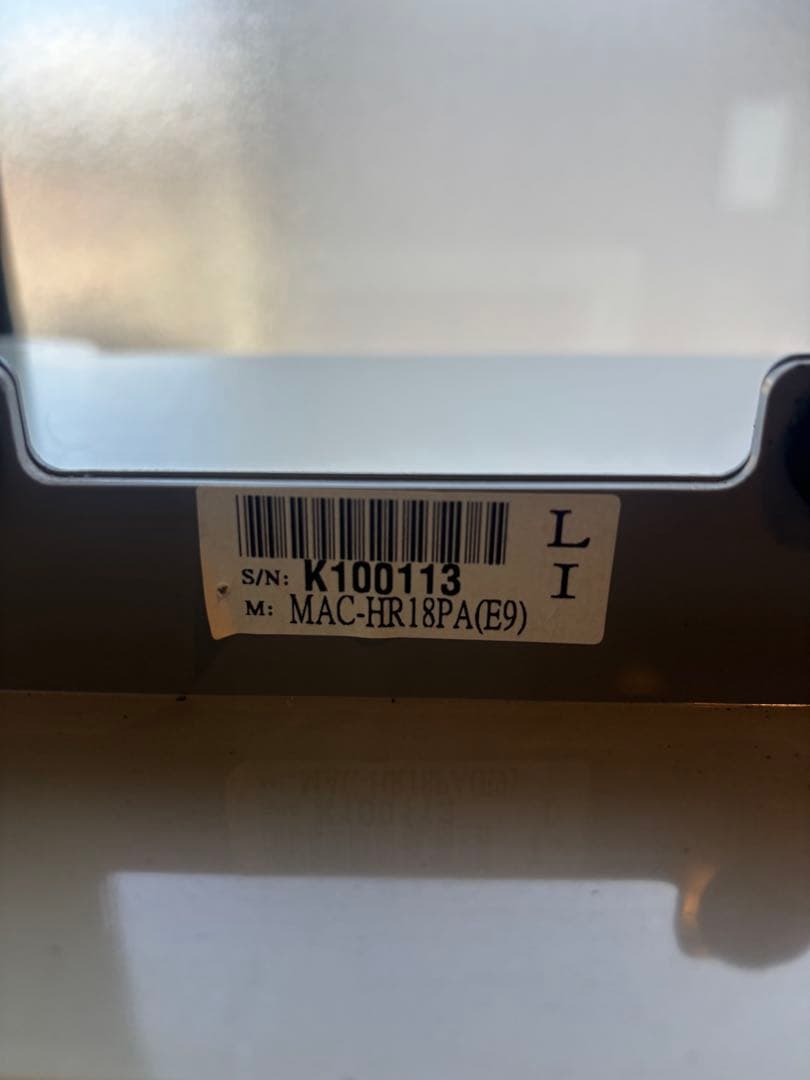 L
I
S/N: K100113
M: MAC-HR18PA(E9)